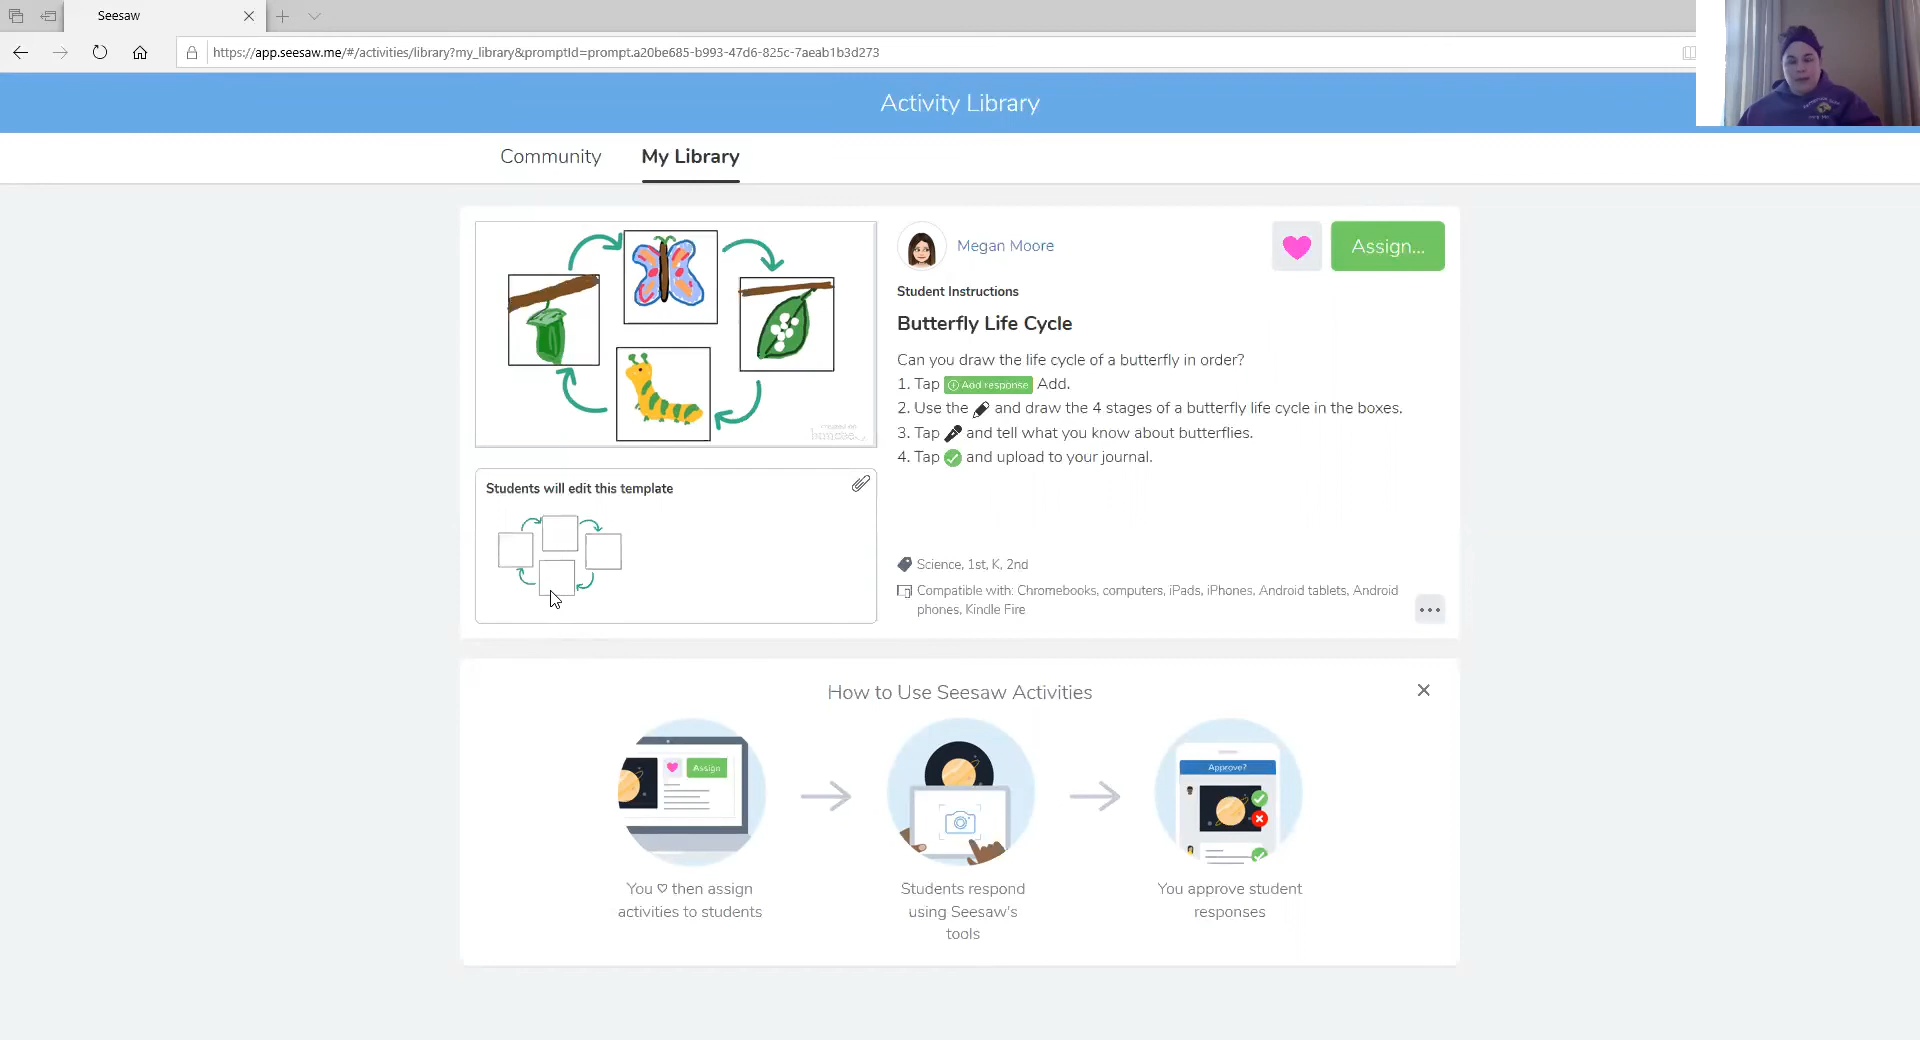 Seesaw
https://app.seesaw.me/#/activities/library?my_library&promptId=prompt.a20be685-b993-47d6-825c-7aeab1b3d273
Activity Library
Community
My Library
Megan Moore
Assign...
Student Instructions
Butterfly Life Cycle
Can you draw the life cycle of a butterfly in order?
1. Tap Add response Add.
2. Use the and draw the 4 stages of a butterfly life cycle in the boxes.
3. Tap and tell what you know about butterflies.
4. Tap and upload to your journal.
Students will edit this template
Science, 1st, K, 2nd
Compatible with: Chromebooks, computers, iPads, iPhones, Android tablets, Android
phones, Kindle Fire
How to Use Seesaw Activities
Assign
Approve?
You ♡ then assign
activities to students
Students respond
using Seesaw's
tools
You approve student
responses